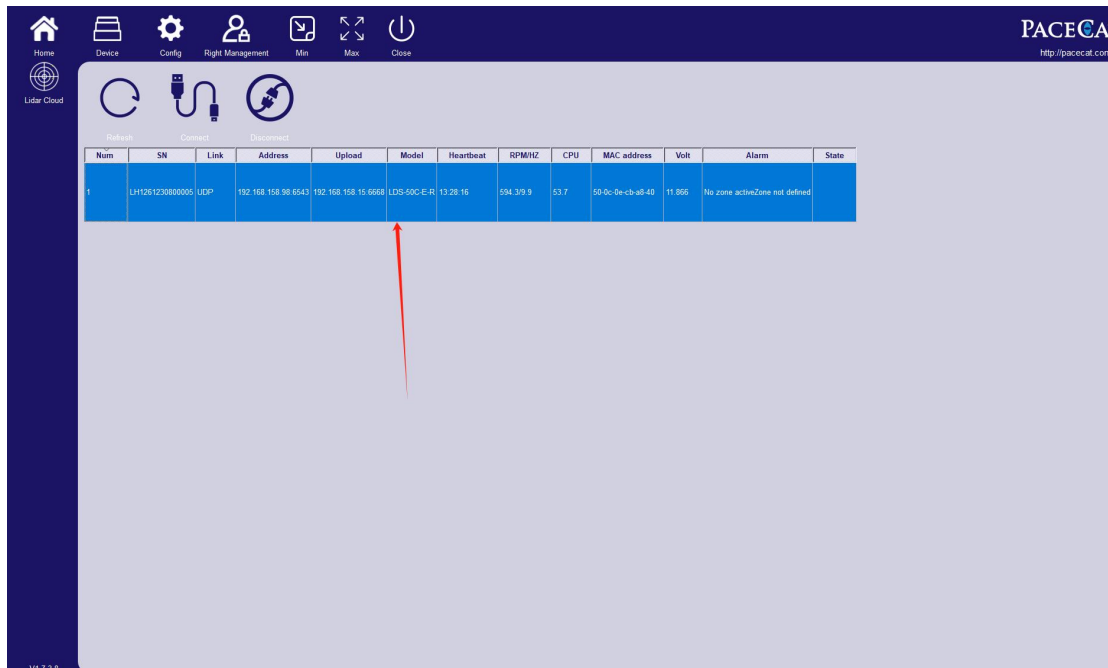 Home Device Config Right Management Min Max Close
PACECA
http://pacecat.com
Lidar Cloud
Refresh Connect Disconnect
Num SN Link Address Upload Model Heartbeat RPM/HZ CPU MAC address Volt Alarm State
1 LH1261230800005 UDP 192.168.158.98:6543 192.168.158.15:6668 LDS-50C-E-R 13:28:16 594.3/9.9 53.7 50-0c-0e-cb-a8-40 11.866 No zone activeZone not defined